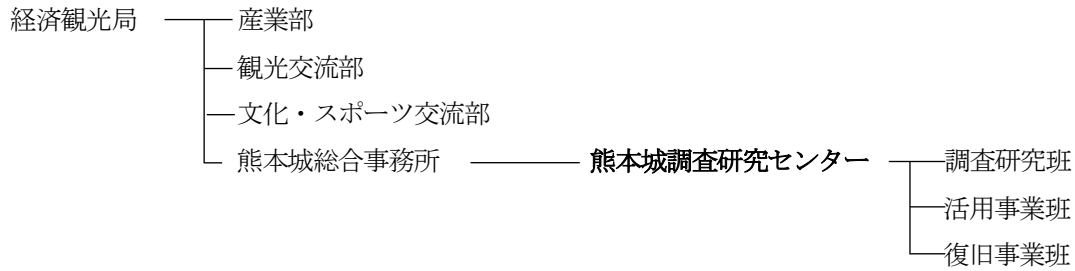 経済観光局 産業部
観光交流部
文化・スポーツ交流部
熊本城総合事務所 熊本城調査研究センター 調査研究班
活用事業班
復旧事業班